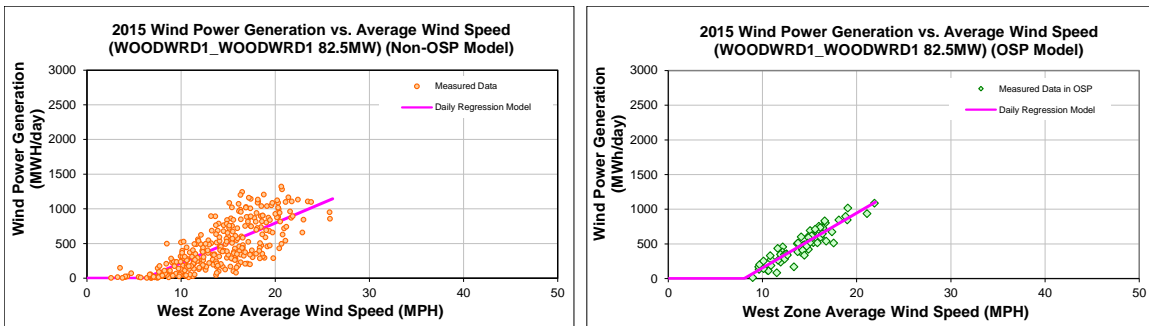 2015 Wind Power Generation vs. Average Wind Speed
(WOODWRD1_WOODWRD1 82.5MW) (Non-OSP Model)
Wind Power Generation
(MWH/day)
3000
2500
2000
1500
1000
500
0
Measured Data
Daily Regression Model
0 10 20 30 40 50
West Zone Average Wind Speed (MPH)
2015 Wind Power Generation vs. Average Wind Speed
(WOODWRD1_WOODWRD1 82.5MW) (OSP Model)
Wind Power Generation
(MWh/day)
3000
2500
2000
1500
1000
500
0
Measured Data in OSP
Daily Regression Model
0 10 20 30 40 50
West Zone Average Wind Speed (MPH)